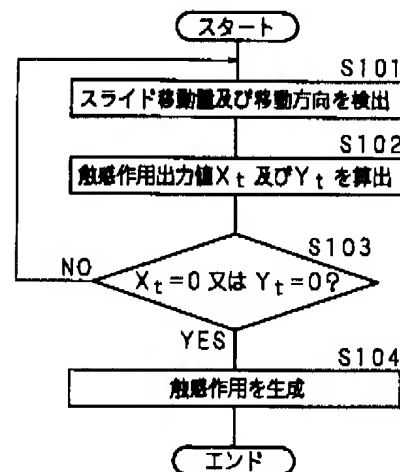 スタート
S101
スライド移動量及び移動方向を検出
S102
触感作用出力値Xt及びYtを算出
S103
Xt=0又はYt=0?
NO
YES
S104
触感作用を生成
エンド